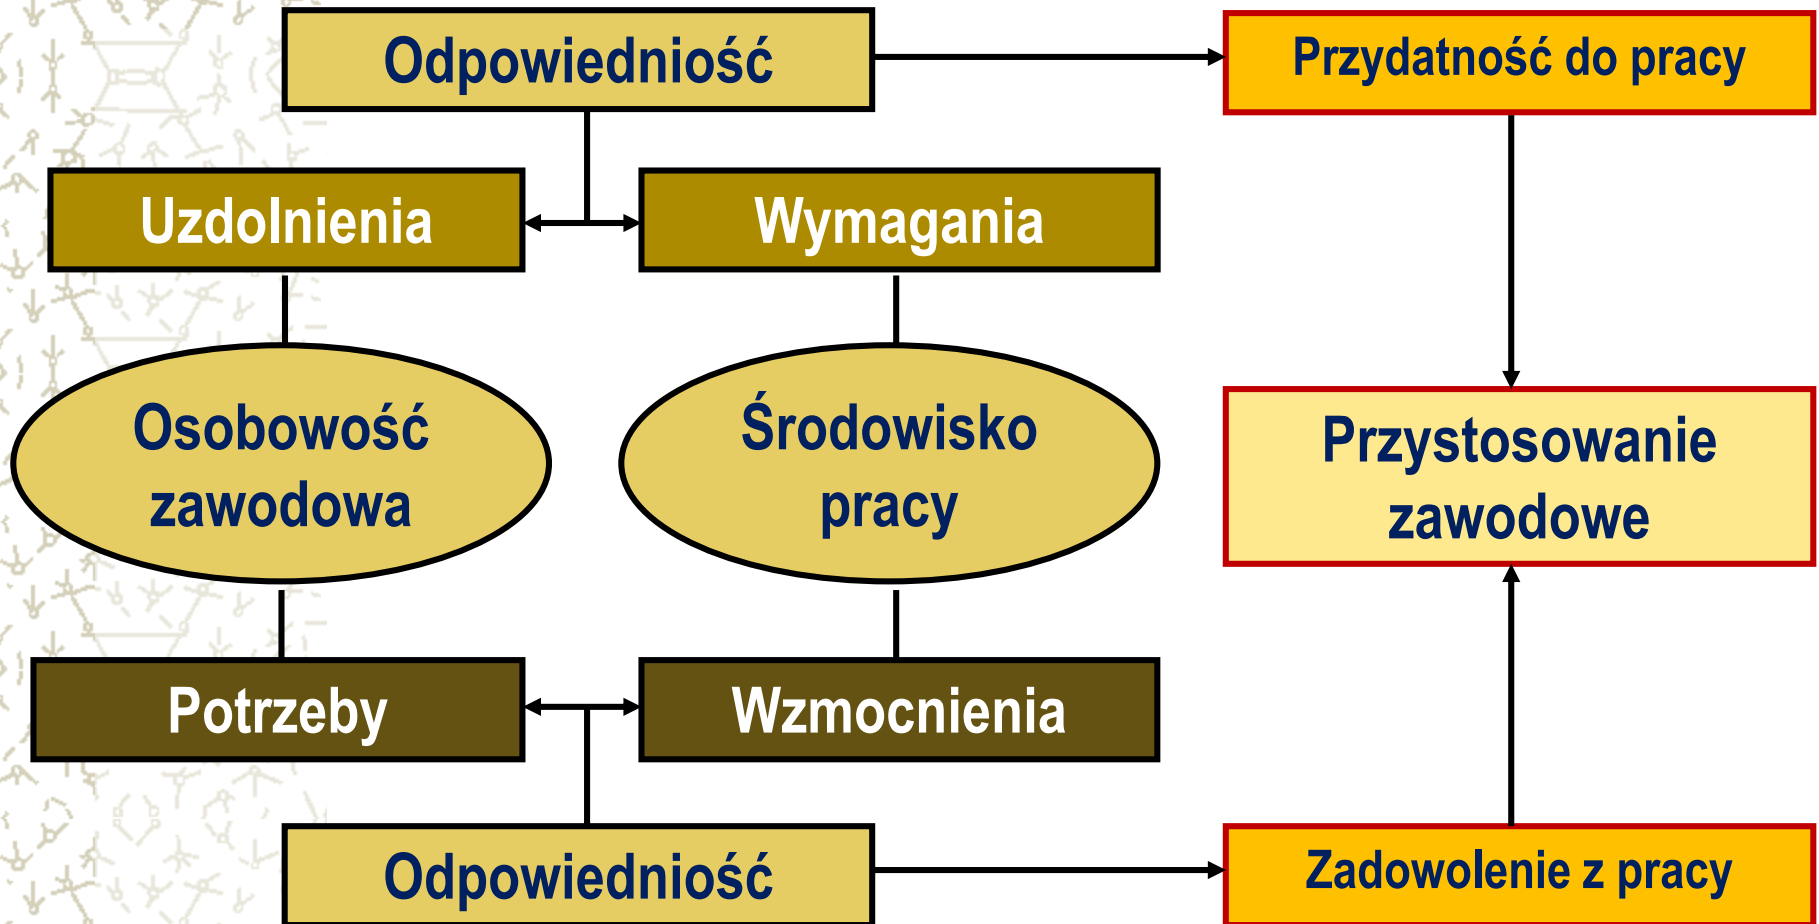 Odpowiedniość
Przydatność do pracy
Uzdolnienia
Wymagania
Osobowość
zawodowa
Środowisko
pracy
Przystosowanie
zawodowe
Potrzeby
Wzmocnienia
Odpowiedniość
Zadowolenie z pracy